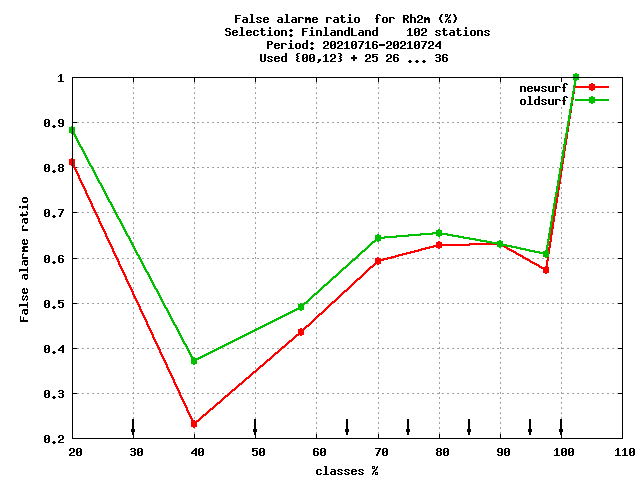 False alarme ratio  for Rh2m (%)
Selection: FinlandLand    102 stations
Period: 20210716-20210724
Used {00,12} + 25 26 ... 36
newsurf
oldsurf
False alarme ratio
1
0.9
0.8
0.7
0.6
0.5
0.4
0.3
0.2
20 30 40 50 60 70 80 90 100 110
classes %